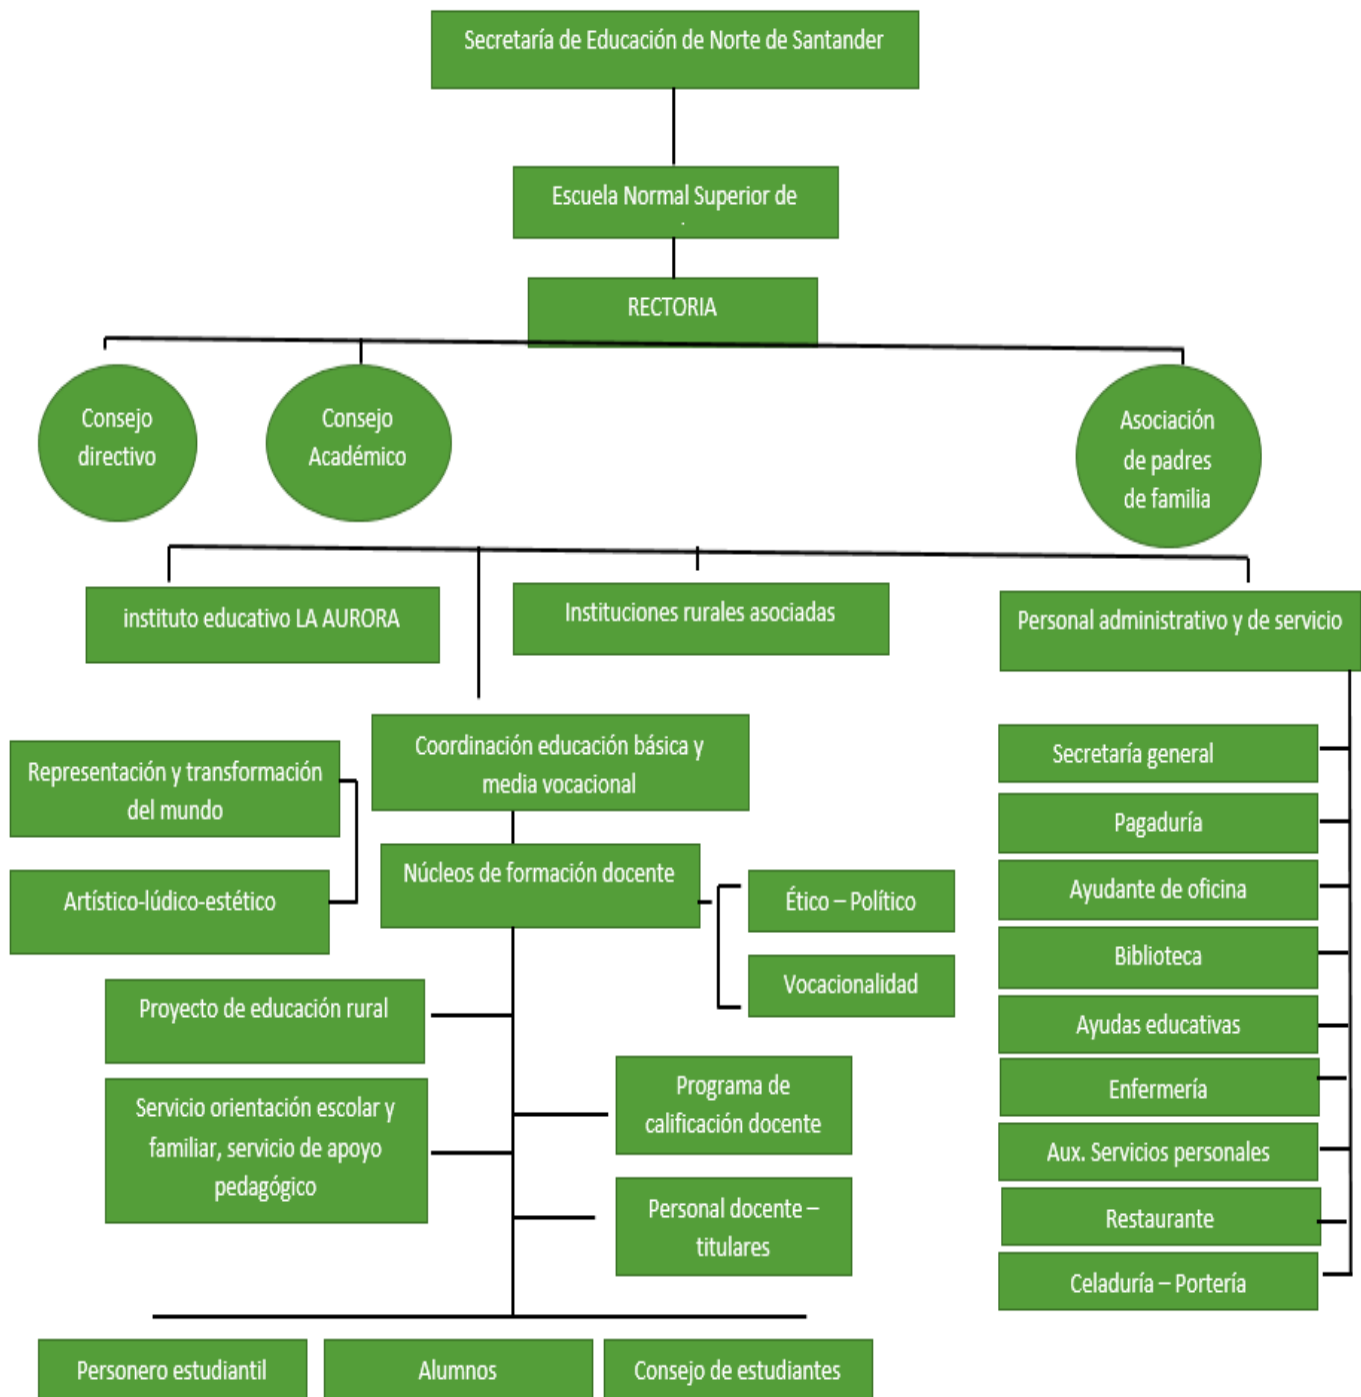 Secretaría de Educación de Norte de Santander
Escuela Normal Superior de
.
RECTORIA
Consejo
directivo
Consejo
Académico
Asociación
de padres
de familia
instituto educativo LA AURORA
Instituciones rurales asociadas
Personal administrativo y de servicio
Coordinación educación básica y
media vocacional
Representación y transformación
del mundo
Artístico-lúdico-estético
Núcleos de formación docente
Ético – Político
Vocacionalidad
Proyecto de educación rural
Servicio orientación escolar y
familiar, servicio de apoyo
pedagógico
Programa de
calificación docente
Personal docente –
titulares
Secretaría general
Pagaduría
Ayudante de oficina
Biblioteca
Ayudas educativas
Enfermería
Aux. Servicios personales
Restaurante
Celaduría – Portería
Personero estudiantil
Alumnos
Consejo de estudiantes